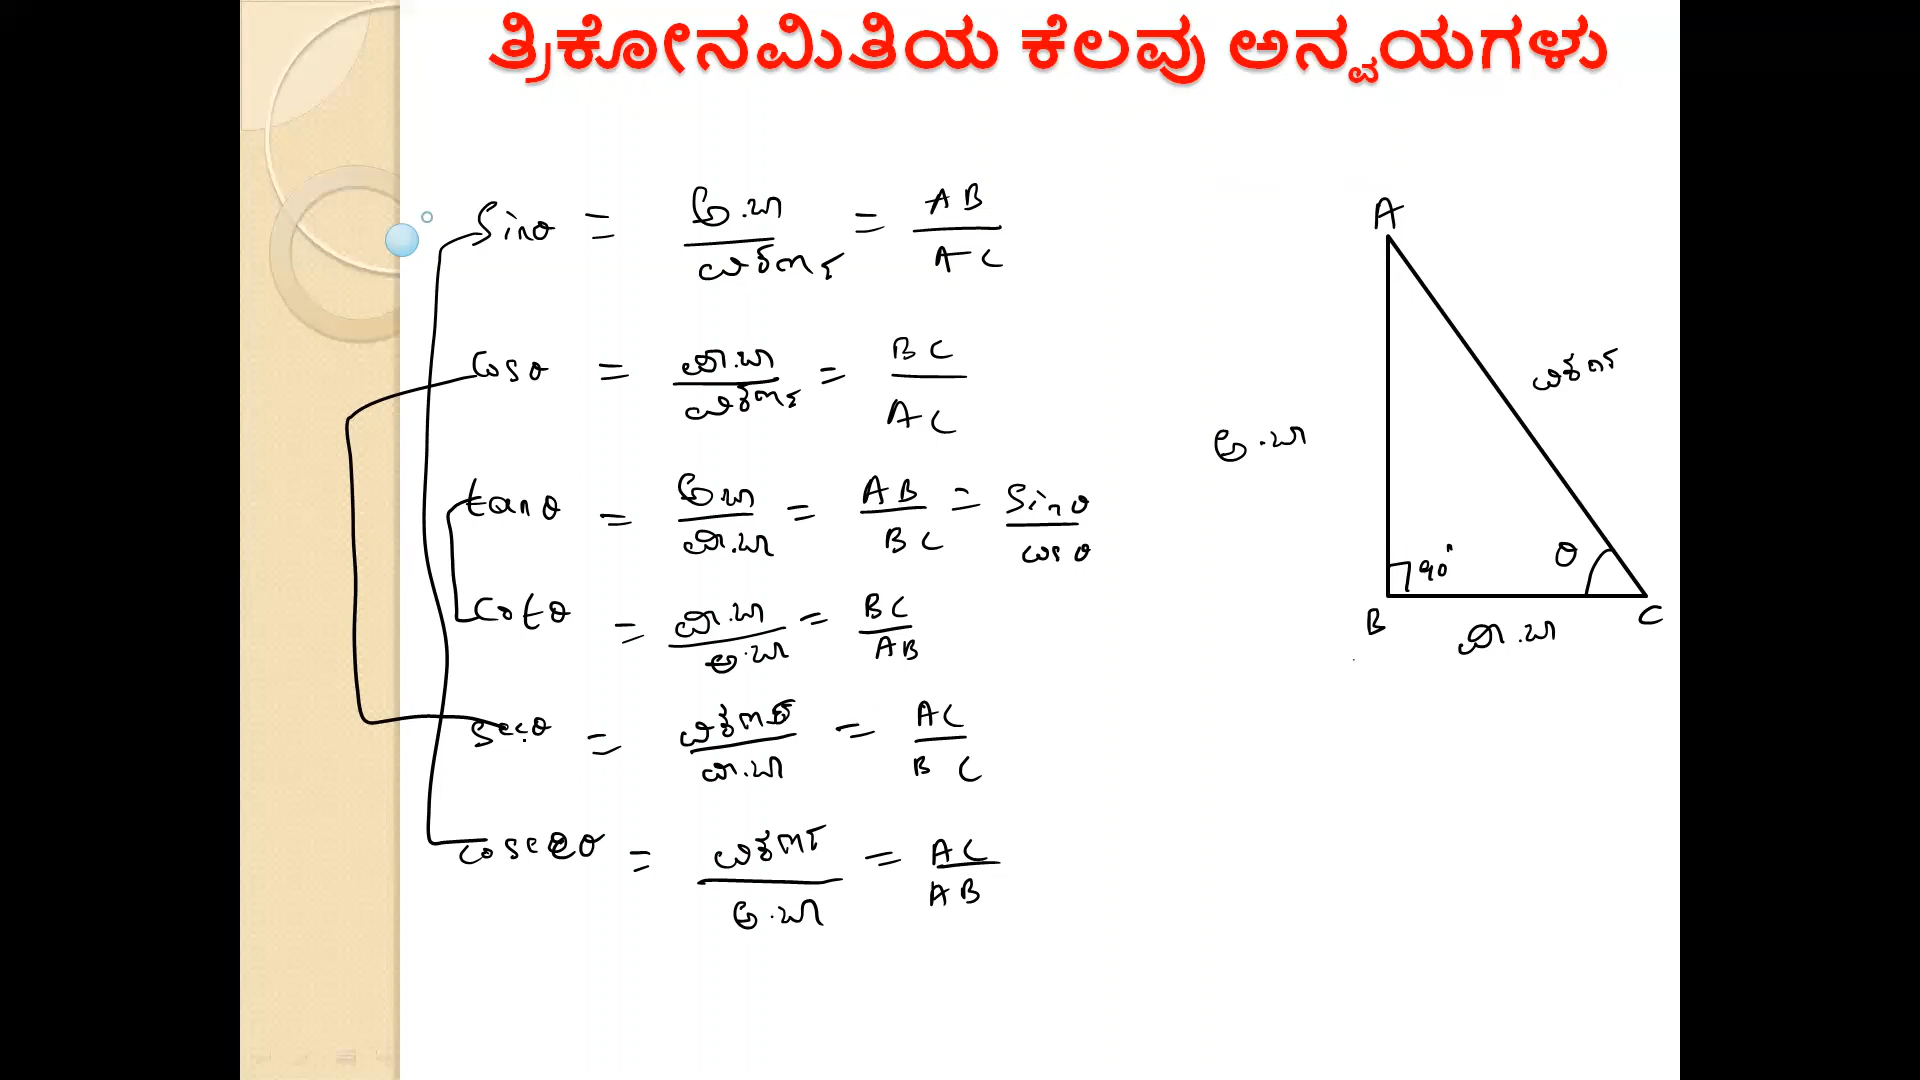 ತ್ರಿಕೋನಮಿತಿಯ ಕೆಲವು ಅನ್ವಯಗಳು
Sinθ = ಅ.ಬಾ / ವಿಕರ್ಣ = AB / AC
cosθ = ಪಾ.ಬಾ / ವಿಕರ್ಣ = BC / AC
tanθ = ಅ.ಬಾ / ಪಾ.ಬಾ = AB / BC = Sinθ / cosθ
Cotθ = ಪಾ.ಬಾ / ಅ.ಬಾ = BC / AB
Secθ = ವಿಕರ್ಣ / ಪಾ.ಬಾ = AC / BC
cosecθ = ವಿಕರ್ಣ / ಅ.ಬಾ = AC / AB
A
ವಿಕರ್ಣ
ಅ.ಬಾ
90°
θ
B
C
ಪಾ.ಬಾ